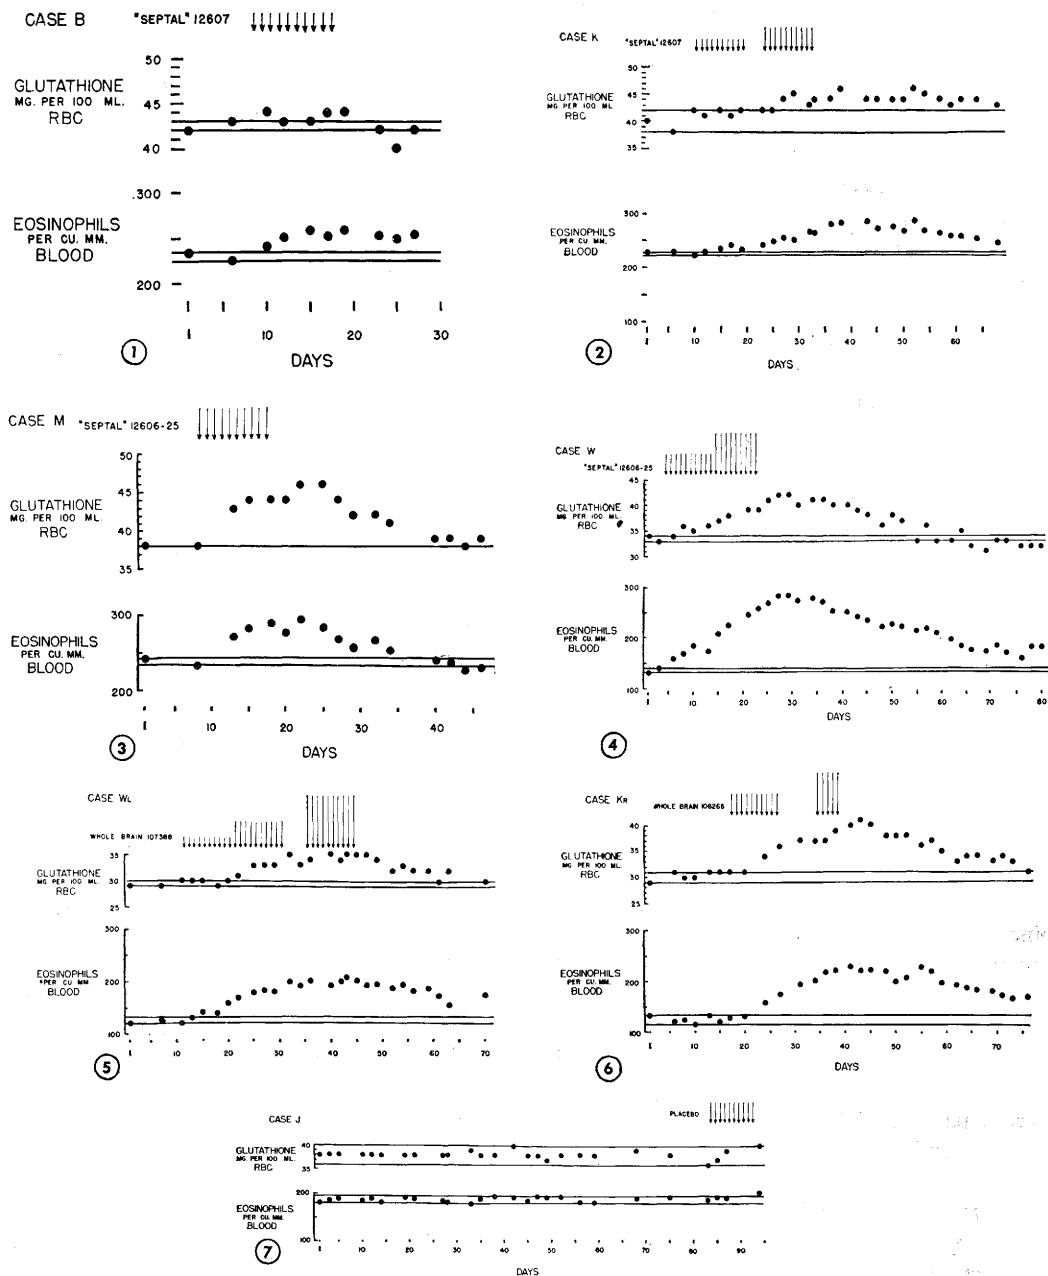 CASE B
"SEPTAL" 12607
50
GLUTATHIONE
MG. PER 100 ML.
RBC
45
40
300
EOSINOPHILS
PER CU. MM.
BLOOD
200
1 10 20 30
DAYS
1
CASE K
"SEPTAL" 12607
50
45
GLUTATHIONE
MG. PER 100 ML
RBC
40
35
300
EOSINOPHILS
PER CU. MM.
BLOOD
200
100
1 10 20 30 40 50 60
DAYS
2
CASE M
"SEPTAL" 12606-25
50
45
GLUTATHIONE
MG. PER 100 ML.
RBC
40
35
300
EOSINOPHILS
PER CU. MM.
BLOOD
200
1 10 20 30 40
DAYS
3
CASE W
"SEPTAL" 12606-25
45
40
GLUTATHIONE
MG. PER 100 ML.
RBC
35
30
300
EOSINOPHILS
PER CU. MM.
BLOOD
200
100
1 10 20 30 40 50 60 70 80
DAYS
4
CASE WL
WHOLE BRAIN 107388
35
GLUTATHIONE
MG PER 100 ML.
RBC
30
25
300
EOSINOPHILS
PER CU MM
BLOOD
200
100
1 10 20 30 40 50 60 70
DAYS
5
CASE KR
WHOLE BRAIN 106266
40
35
GLUTATHIONE
MG. PER 100 ML.
RBC
30
25
300
EOSINOPHILS
PER CU. MM.
BLOOD
200
100
1 10 20 30 40 50 60 70
DAYS
6
CASE J
PLACEBO
40
GLUTATHIONE
MG. PER 100 ML.
RBC
35
200
EOSINOPHILS
PER CU. MM.
BLOOD
100
1 10 20 30 40 50 60 70 80 90
DAYS
7